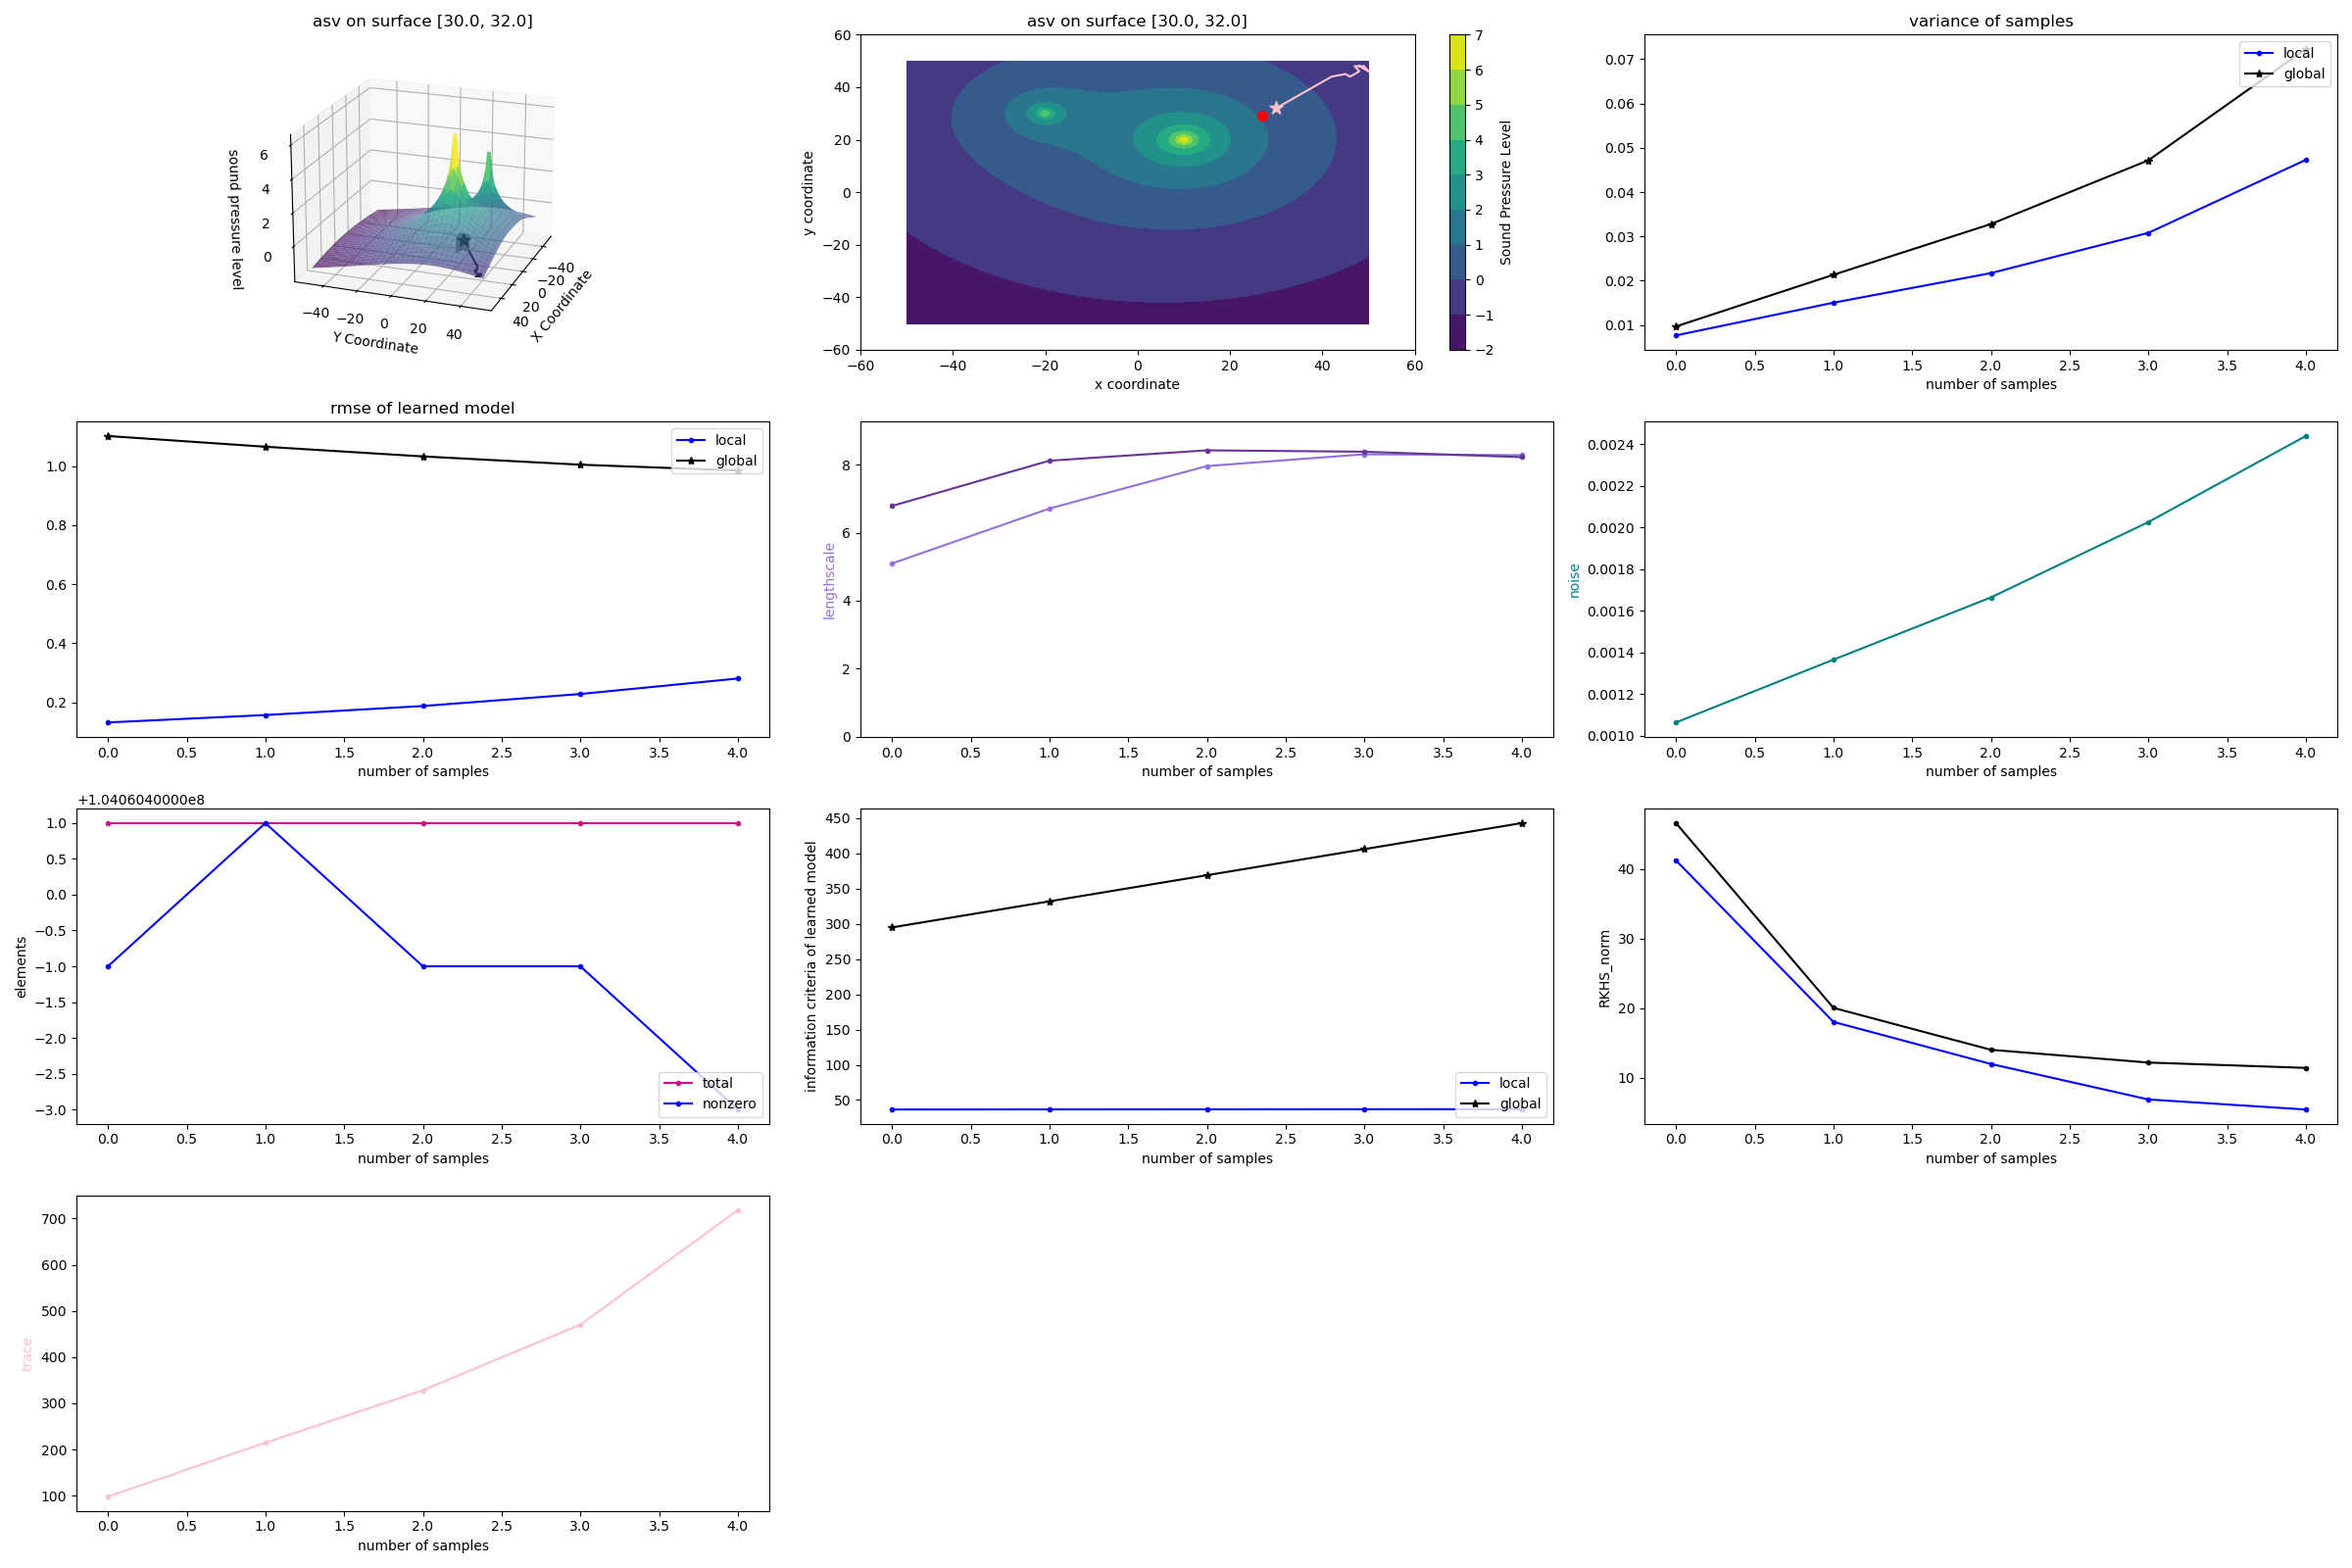 asv on surface [30.0, 32.0]
6
4
2
0
sound pressure level
−40
−20
0
20
40
Y Coordinate
−40
−20
0
20
40
X Coordinate
asv on surface [30.0, 32.0]
60
40
20
0
−20
−40
−60
y coordinate
−60
−40
−20
0
20
40
60
x coordinate
7
6
5
4
3
2
1
0
−1
−2
Sound Pressure Level
variance of samples
local
global
0.07
0.06
0.05
0.04
0.03
0.02
0.01
0.0 0.5 1.0 1.5 2.0 2.5 3.0 3.5 4.0
number of samples
rmse of learned model
local
global
1.0
0.8
0.6
0.4
0.2
0.0 0.5 1.0 1.5 2.0 2.5 3.0 3.5 4.0
number of samples
8
6
4
2
0
lengthscale
0.0 0.5 1.0 1.5 2.0 2.5 3.0 3.5 4.0
number of samples
0.0024
0.0022
0.0020
0.0018
0.0016
0.0014
0.0012
0.0010
noise
0.0 0.5 1.0 1.5 2.0 2.5 3.0 3.5 4.0
number of samples
+1.0406040000e8
1.0
0.5
0.0
−0.5
−1.0
−1.5
−2.0
−2.5
−3.0
elements
total
nonzero
0.0 0.5 1.0 1.5 2.0 2.5 3.0 3.5 4.0
number of samples
450
400
350
300
250
200
150
100
50
information criteria of learned model
local
global
0.0 0.5 1.0 1.5 2.0 2.5 3.0 3.5 4.0
number of samples
40
30
20
10
RKHS_norm
0.0 0.5 1.0 1.5 2.0 2.5 3.0 3.5 4.0
number of samples
700
600
500
400
300
200
100
trace
0.0 0.5 1.0 1.5 2.0 2.5 3.0 3.5 4.0
number of samples